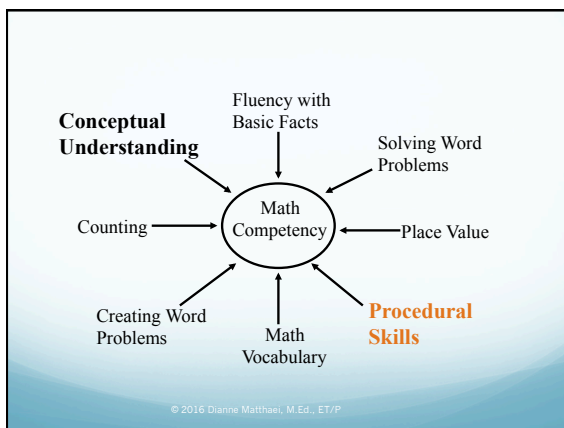 Fluency with
Basic Facts
Conceptual
Understanding
Solving Word
Problems
Math
Competency
Counting
Place Value
Creating Word
Problems
Math
Vocabulary
Procedural
Skills
© 2016 Dianne Matthaei, M.Ed., ET/P